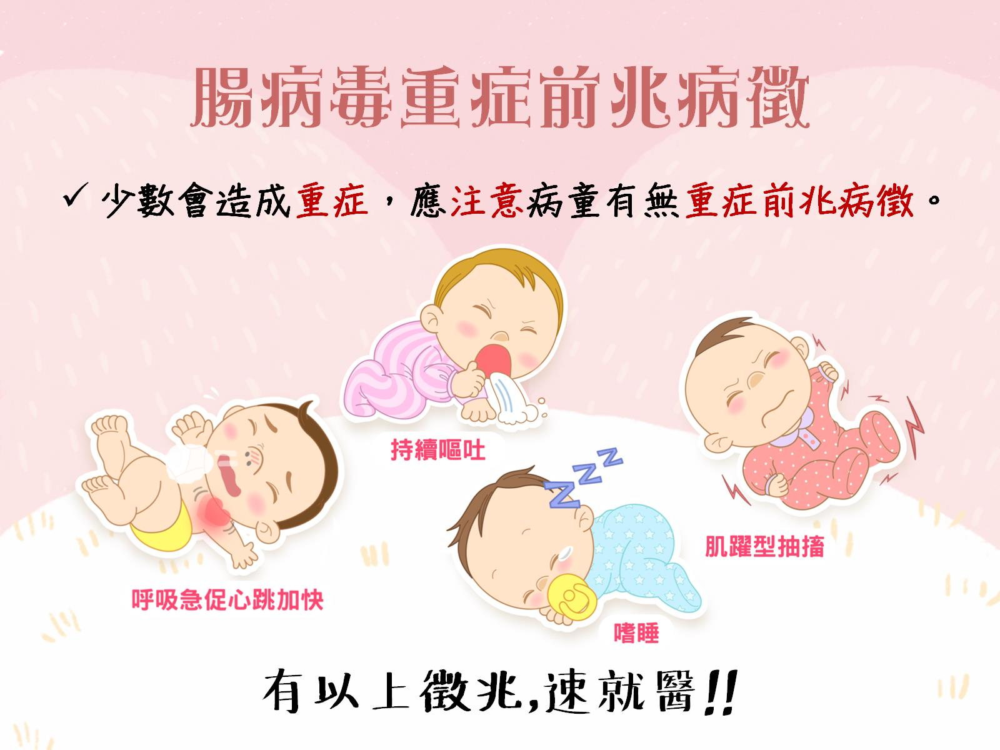 腸病毒重症前兆病徵
✓ 少數會造成重症，應注意病童有無重症前兆病徵。
持續嘔吐
ZZZ
肌躍型抽搐
呼吸急促心跳加快
嗜睡
有以上徵兆,速就醫!!